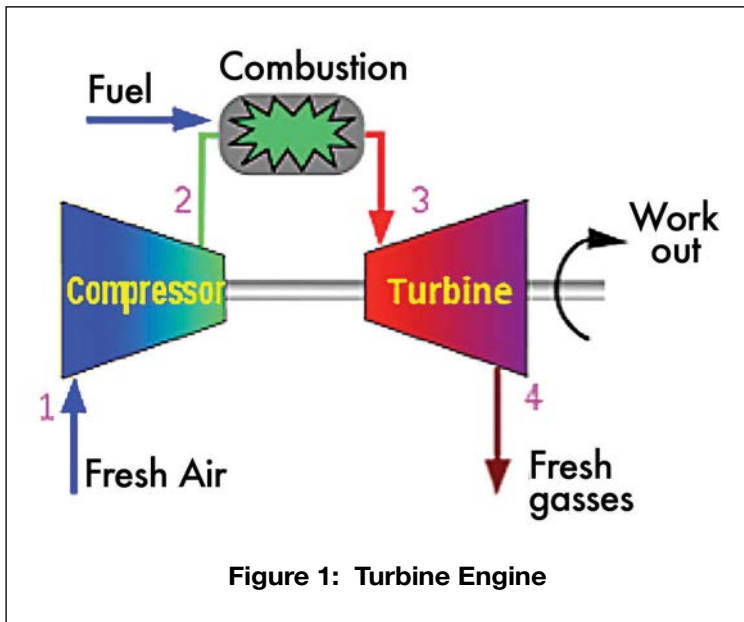 Combustion
Fuel
2
3
Work
out
Compressor
Turbine
1
4
Fresh Air
Fresh
gasses
Figure 1: Turbine Engine